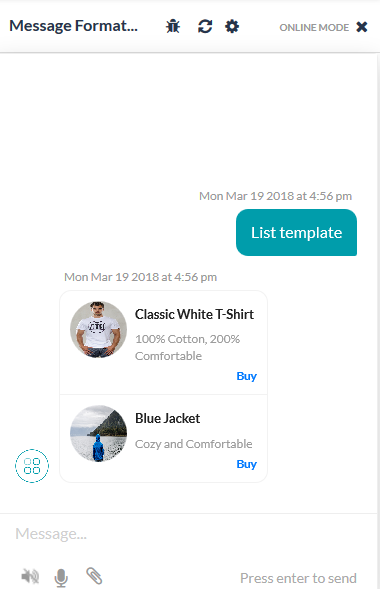 Message Format...
ONLINE MODE
Mon Mar 19 2018 at 4:56 pm
List template
Mon Mar 19 2018 at 4:56 pm
Classic White T-Shirt
100% Cotton, 200%
Comfortable
Buy
Blue Jacket
Cozy and Comfortable
Buy
Message...
Press enter to send